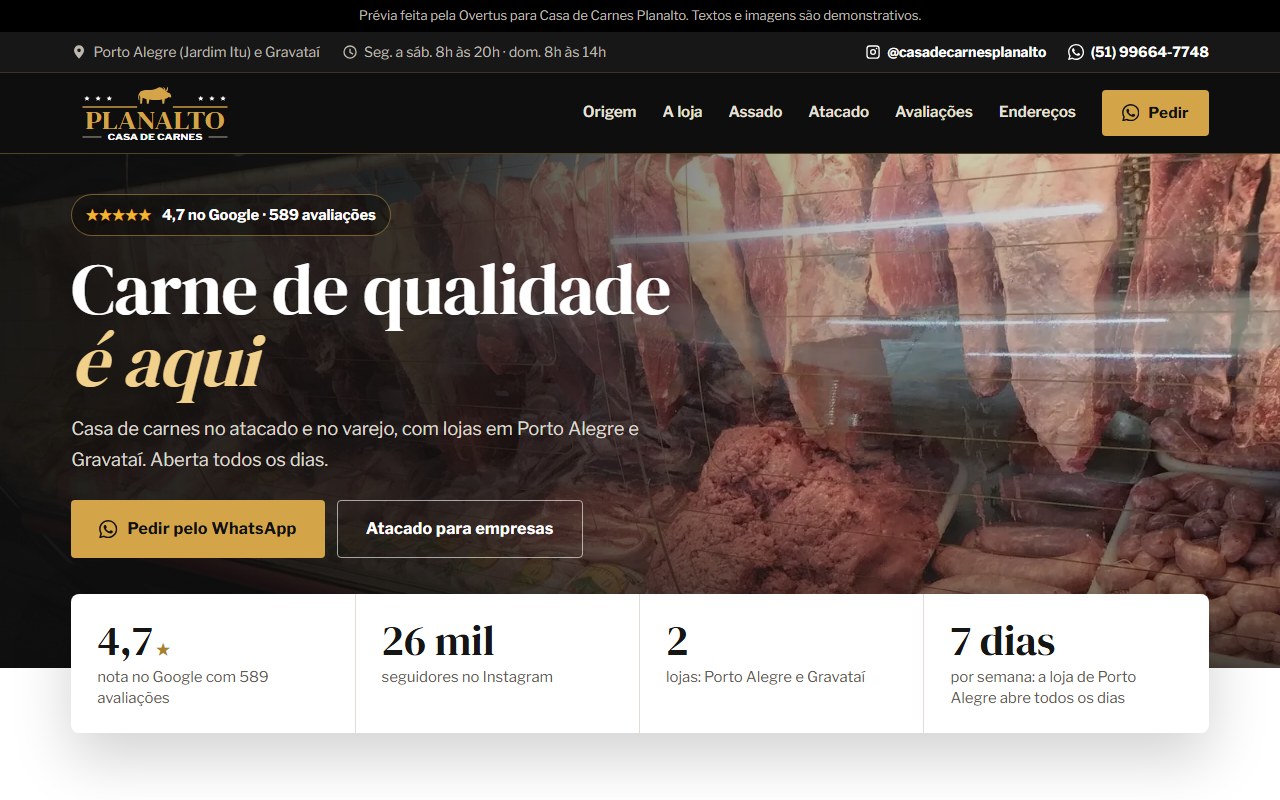 Prévia feita pela Overtus para Casa de Carnes Planalto. Textos e imagens são demonstrativos.
Porto Alegre (Jardim Itu) e Gravataí
Seg. a sáb. 8h às 20h · dom. 8h às 14h
@casadecarnesplanalto
(51) 99664-7748
PLANALTO
CASA DE CARNES
Origem
A loja
Assado
Atacado
Avaliações
Endereços
Pedir
4,7 no Google · 589 avaliações
Carne de qualidade
é aqui
Casa de carnes no atacado e no varejo, com lojas em Porto Alegre e
Gravataí. Aberta todos os dias.
Pedir pelo WhatsApp
Atacado para empresas
4,7 ★
nota no Google com 589
avaliações
26 mil
seguidores no Instagram
2
lojas: Porto Alegre e Gravataí
7 dias
por semana: a loja de Porto
Alegre abre todos os dias